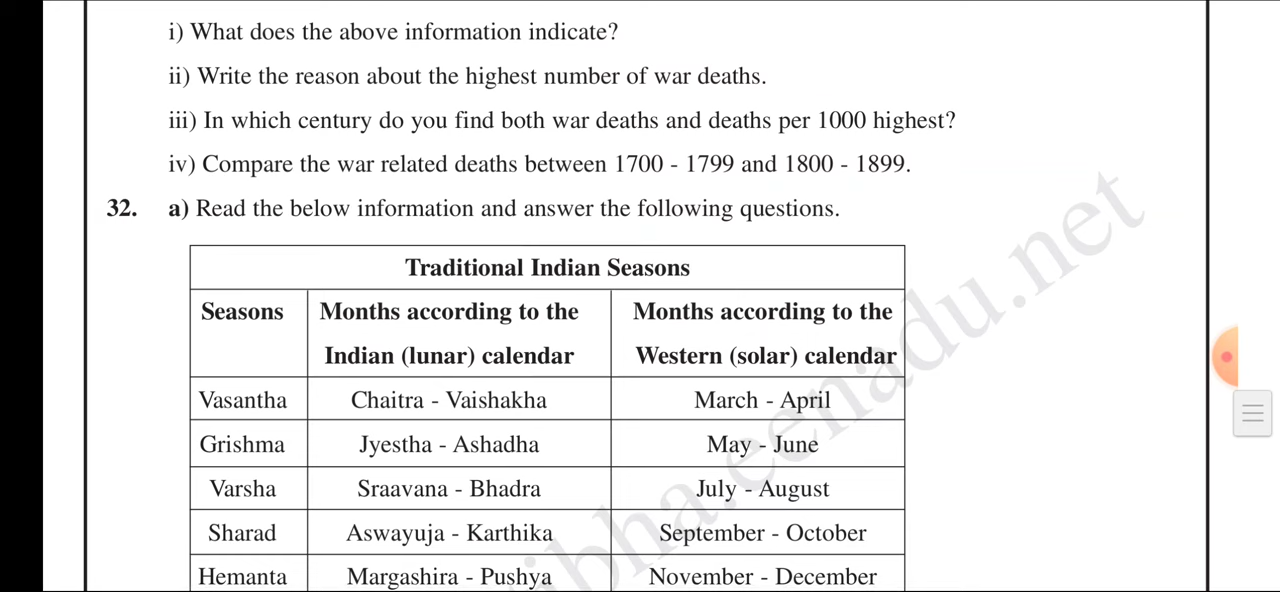 i) What does the above information indicate?
ii) Write the reason about the highest number of war deaths.
iii) In which century do you find both war deaths and deaths per 1000 highest?
iv) Compare the war related deaths between 1700 - 1799 and 1800 - 1899.
32. a) Read the below information and answer the following questions.
Traditional Indian Seasons
Seasons Months according to the Indian (lunar) calendar Months according to the Western (solar) calendar
Vasantha Chaitra - Vaishakha March - April
Grishma Jyestha - Ashadha May - June
Varsha Sraavana - Bhadra July - August
Sharad Aswayuja - Karthika September - October
Hemanta Margashira - Pushya November - December
ibha.eenadu.net